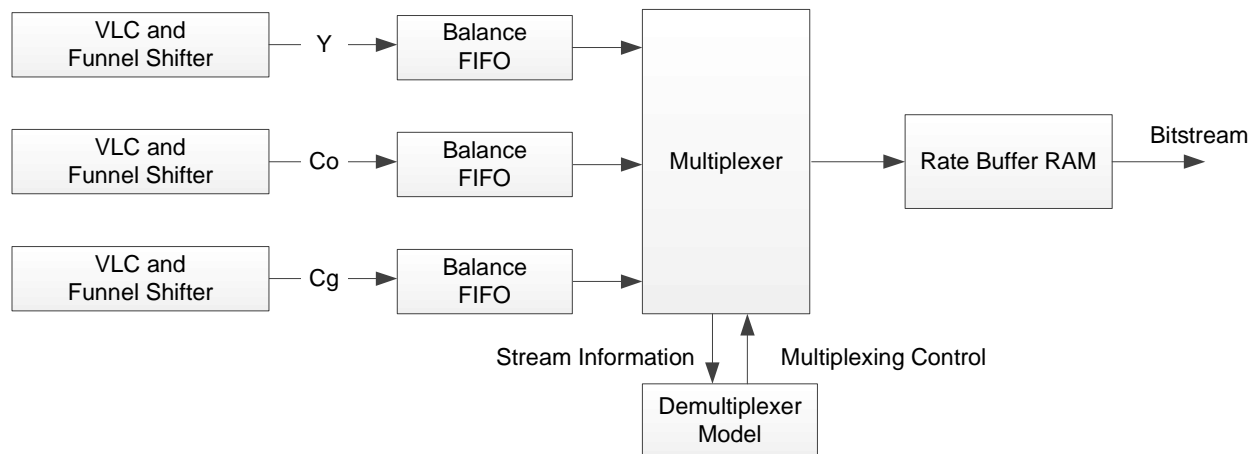 VLC and
Funnel Shifter
Y
Balance
FIFO
VLC and
Funnel Shifter
Co
Balance
FIFO
Multiplexer
Rate Buffer RAM
Bitstream
VLC and
Funnel Shifter
Cg
Balance
FIFO
Stream Information
Multiplexing Control
Demultiplexer
Model